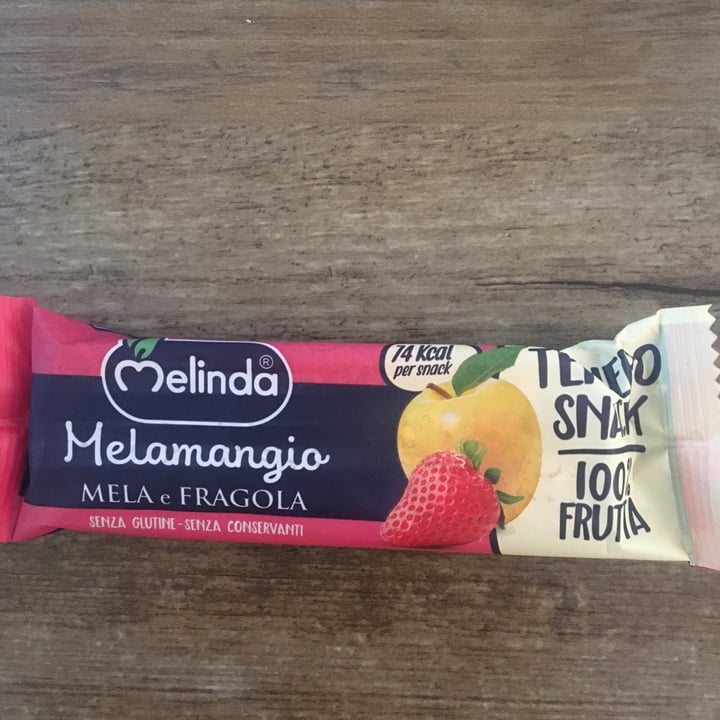 Melinda®
Melamangio
MELA e FRAGOLA
SENZA GLUTINE-SENZA CONSERVANTI
74 Kcal
per snack
TENERO
SNACK
100%
FRUTTA